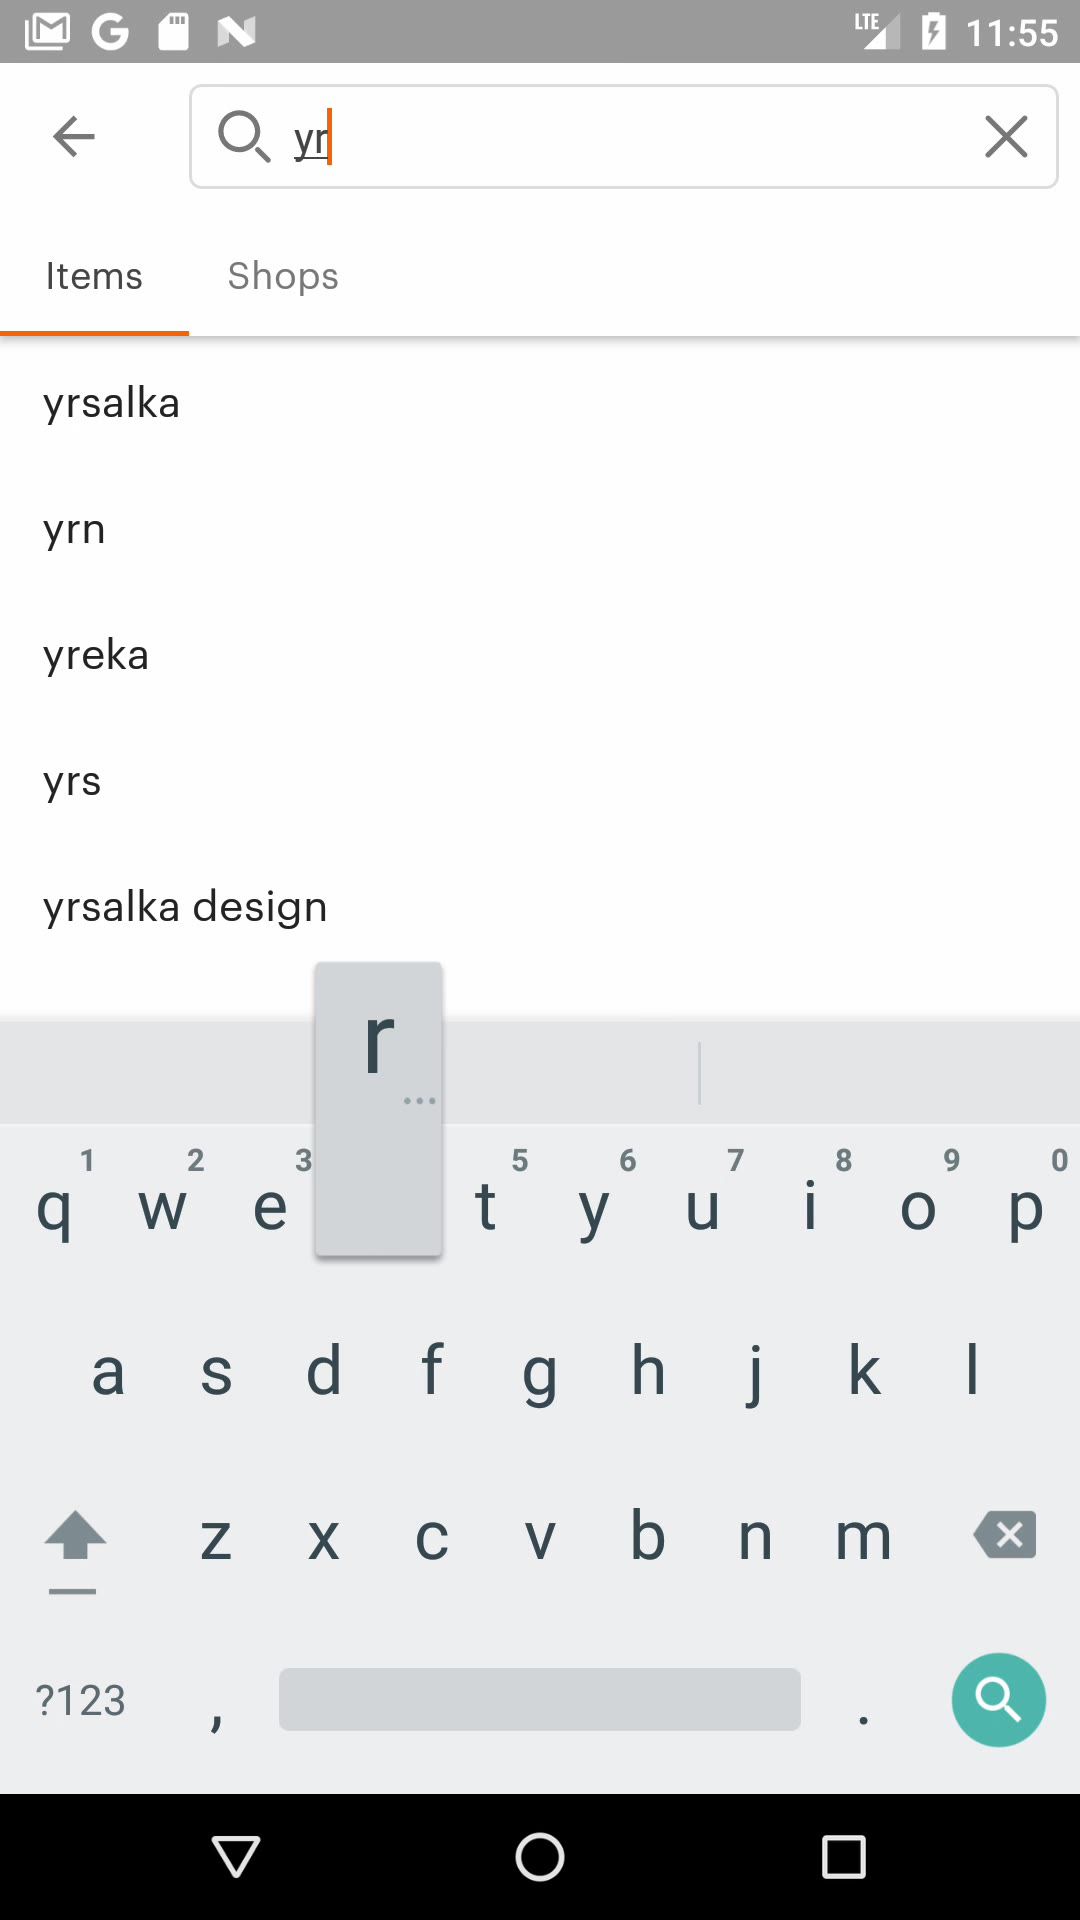 LTE 11:55
yr
Items Shops
yrsalka
yrn
yreka
yrs
yrsalka design
r
1 2 3 5 6 7 8 9 0
q w e t y u i o p
a s d f g h j k l
z x c v b n m
?123 , .